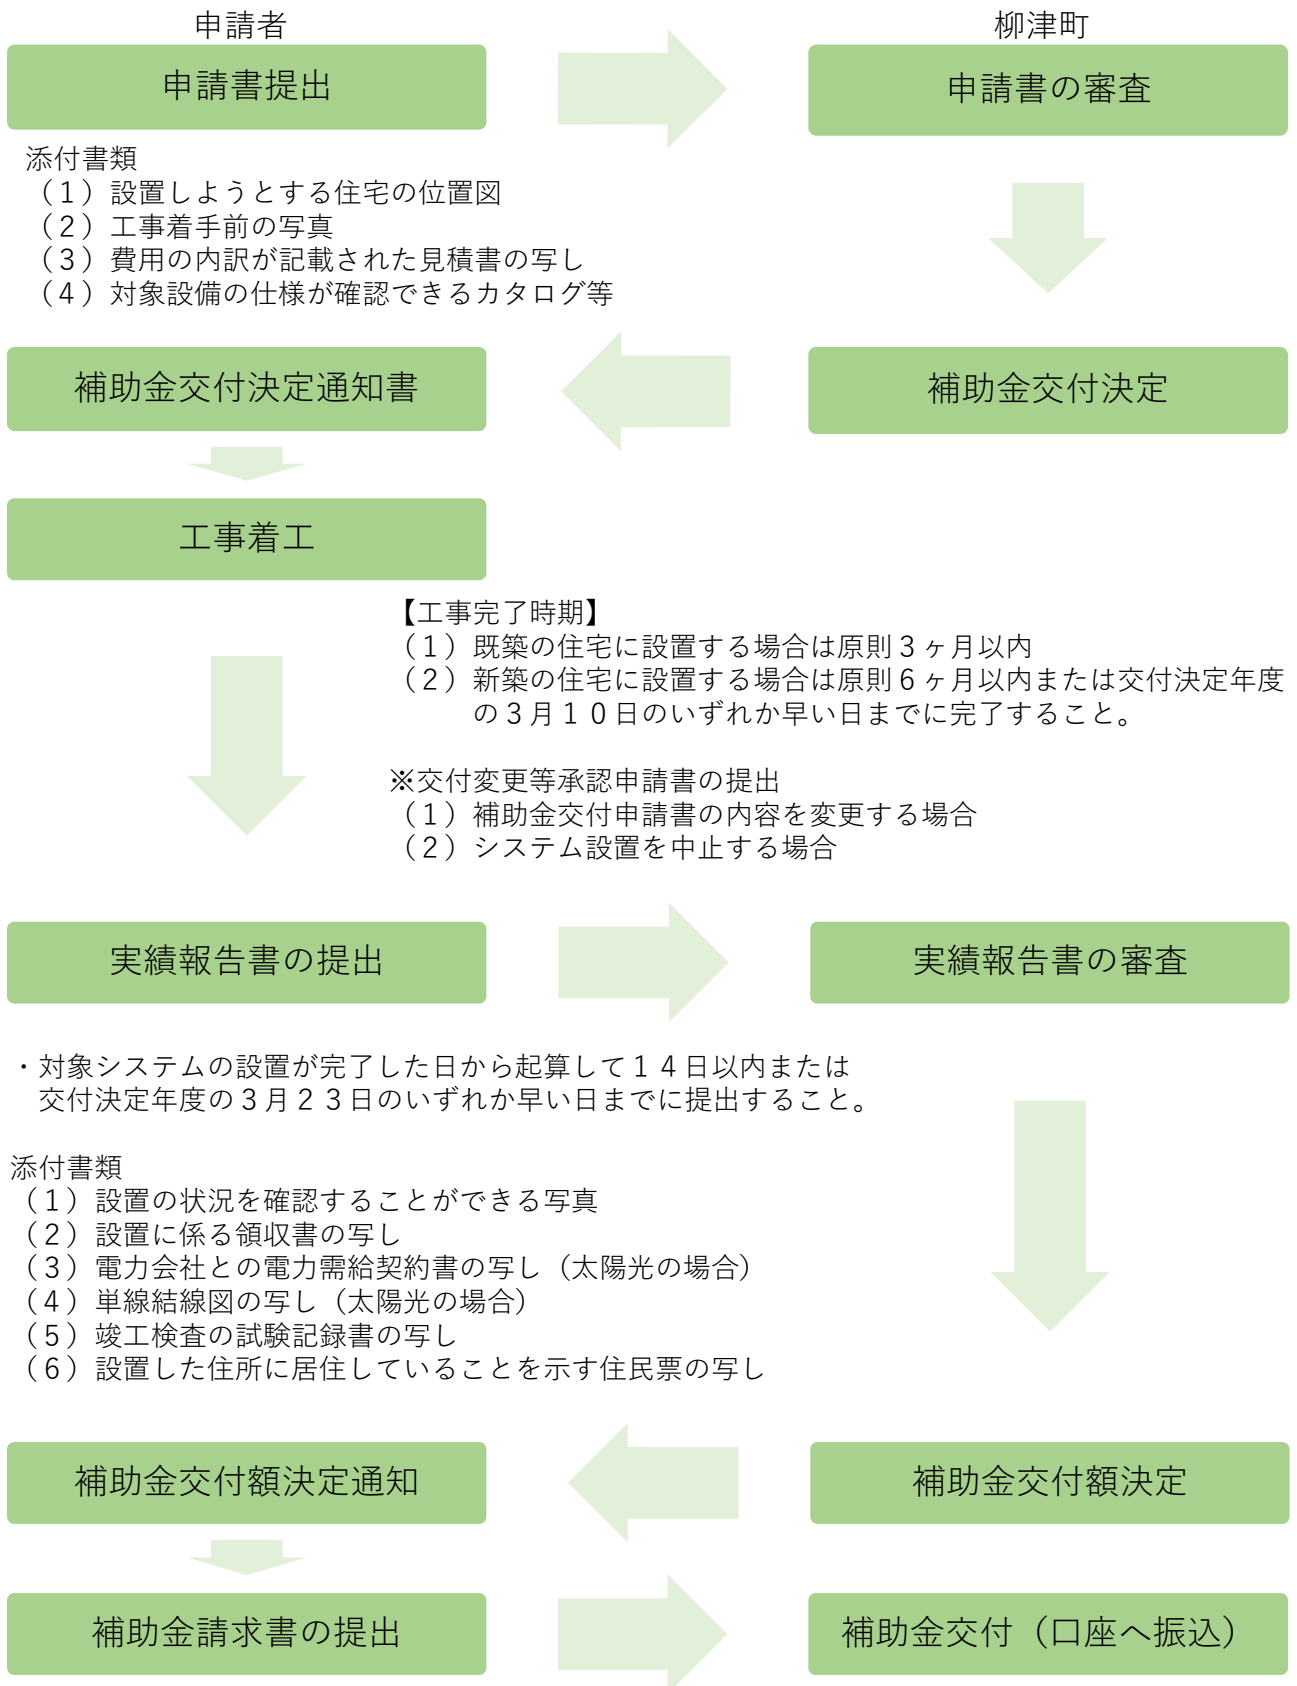 申請者
柳津町
申請書提出
申請書の審査
添付書類
（１）設置しようとする住宅の位置図
（２）工事着手前の写真
（３）費用の内訳が記載された見積書の写し
（４）対象設備の仕様が確認できるカタログ等
補助金交付決定通知書
補助金交付決定
工事着工
【工事完了時期】
（１）既築の住宅に設置する場合は原則３ヶ月以内
（２）新築の住宅に設置する場合は原則６ヶ月以内または交付決定年度
の３月１０日のいずれか早い日までに完了すること。
※交付変更等承認申請書の提出
（１）補助金交付申請書の内容を変更する場合
（２）システム設置を中止する場合
実績報告書の提出
実績報告書の審査
・対象システムの設置が完了した日から起算して１４日以内または
交付決定年度の３月２３日のいずれか早い日までに提出すること。
添付書類
（１）設置の状況を確認することができる写真
（２）設置に係る領収書の写し
（３）電力会社との電力需給契約書の写し（太陽光の場合）
（４）単線結線図の写し（太陽光の場合）
（５）竣工検査の試験記録書の写し
（６）設置した住所に居住していることを示す住民票の写し
補助金交付額決定通知
補助金交付額決定
補助金請求書の提出
補助金交付（口座へ振込）